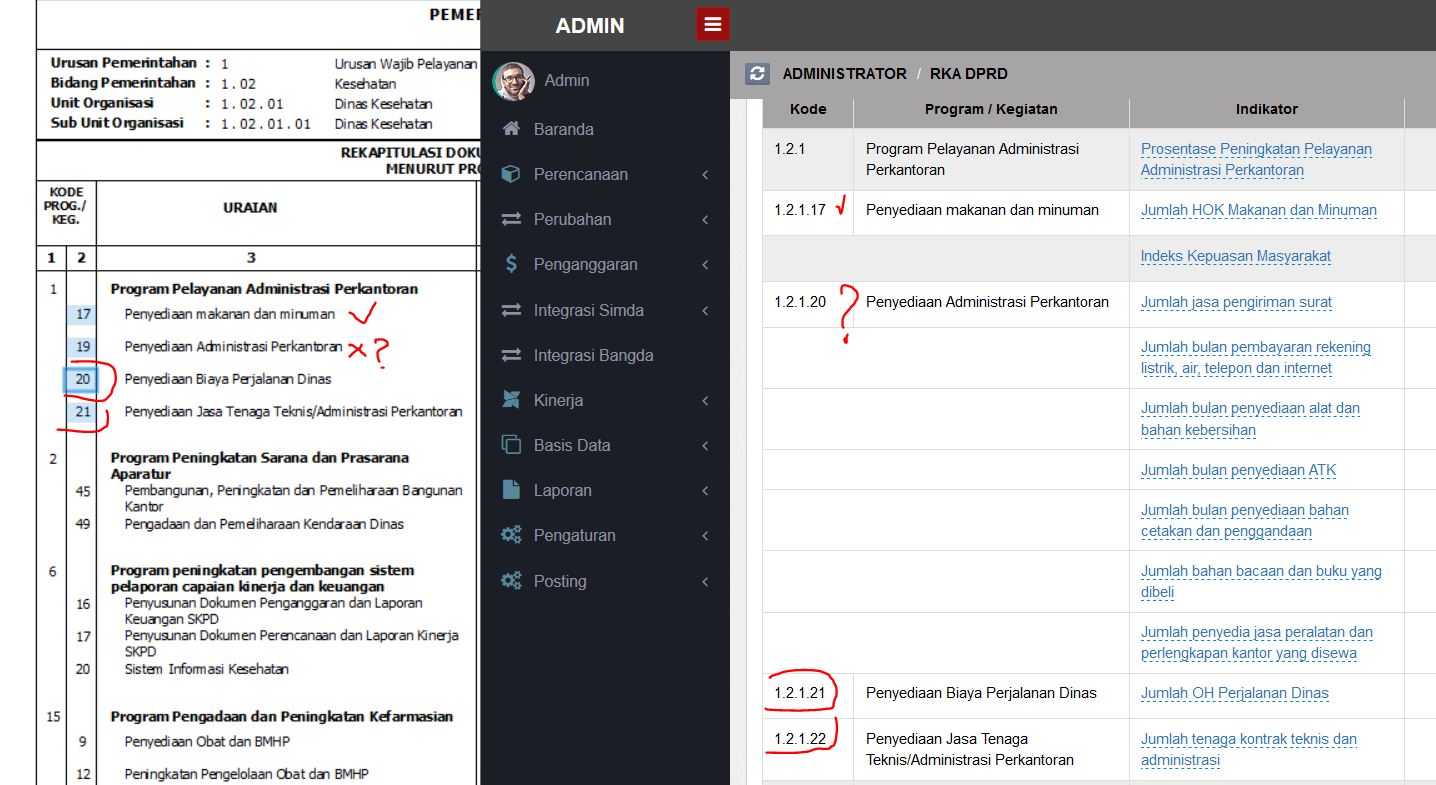 PEMER
Urusan Pemerintahan : 1 Urusan Wajib Pelayanan
Bidang Pemerintahan : 1 . 02 Kesehatan
Unit Organisasi : 1 . 02 . 01 Dinas Kesehatan
Sub Unit Organisasi : 1 . 02 . 01 . 01 Dinas Kesehatan
REKAPITULASI DOKU
MENURUT PRO
KODE
PROG./
KEG.
URAIAN
1 2 3
1 Program Pelayanan Administrasi Perkantoran
17 Penyediaan makanan dan minuman ✓
19 Penyediaan Administrasi Perkantoran x ?
20 Penyediaan Biaya Perjalanan Dinas
21 Penyediaan Jasa Tenaga Teknis/Administrasi Perkantoran
2 Program Peningkatan Sarana dan Prasarana
Aparatur
45 Pembangunan, Peningkatan dan Pemeliharaan Bangunan
Kantor
49 Pengadaan dan Pemeliharaan Kendaraan Dinas
6 Program peningkatan pengembangan sistem
pelaporan capaian kinerja dan keuangan
16 Penyusunan Dokumen Penganggaran dan Laporan
Keuangan SKPD
17 Penyusunan Dokumen Perencanaan dan Laporan Kinerja
SKPD
20 Sistem Informasi Kesehatan
15 Program Pengadaan dan Peningkatan Kefarmasian
9 Penyediaan Obat dan BMHP
12 Peningkatan Pengelolaan Obat dan BMHP
ADMIN
Admin
Baranda
Perencanaan
Perubahan
Penganggaran
Integrasi Simda
Integrasi Bangda
Kinerja
Basis Data
Laporan
Pengaturan
Posting
ADMINISTRATOR / RKA DPRD
Kode Program / Kegiatan Indikator
1.2.1 Program Pelayanan Administrasi
Perkantoran
Prosentase Peningkatan Pelayanan
Administrasi Perkantoran
1.2.1.17 ✓ Penyediaan makanan dan minuman Jumlah HOK Makanan dan Minuman
Indeks Kepuasan Masyarakat
1.2.1.20 ? Penyediaan Administrasi Perkantoran Jumlah jasa pengiriman surat
Jumlah bulan pembayaran rekening
listrik, air, telepon dan internet
Jumlah bulan penyediaan alat dan
bahan kebersihan
Jumlah bulan penyediaan ATK
Jumlah bulan penyediaan bahan
cetakan dan penggandaan
Jumlah bahan bacaan dan buku yang
dibeli
Jumlah penyedia jasa peralatan dan
perlengkapan kantor yang disewa
1.2.1.21 Penyediaan Biaya Perjalanan Dinas Jumlah OH Perjalanan Dinas
1.2.1.22 Penyediaan Jasa Tenaga
Teknis/Administrasi Perkantoran
Jumlah tenaga kontrak teknis dan
administrasi